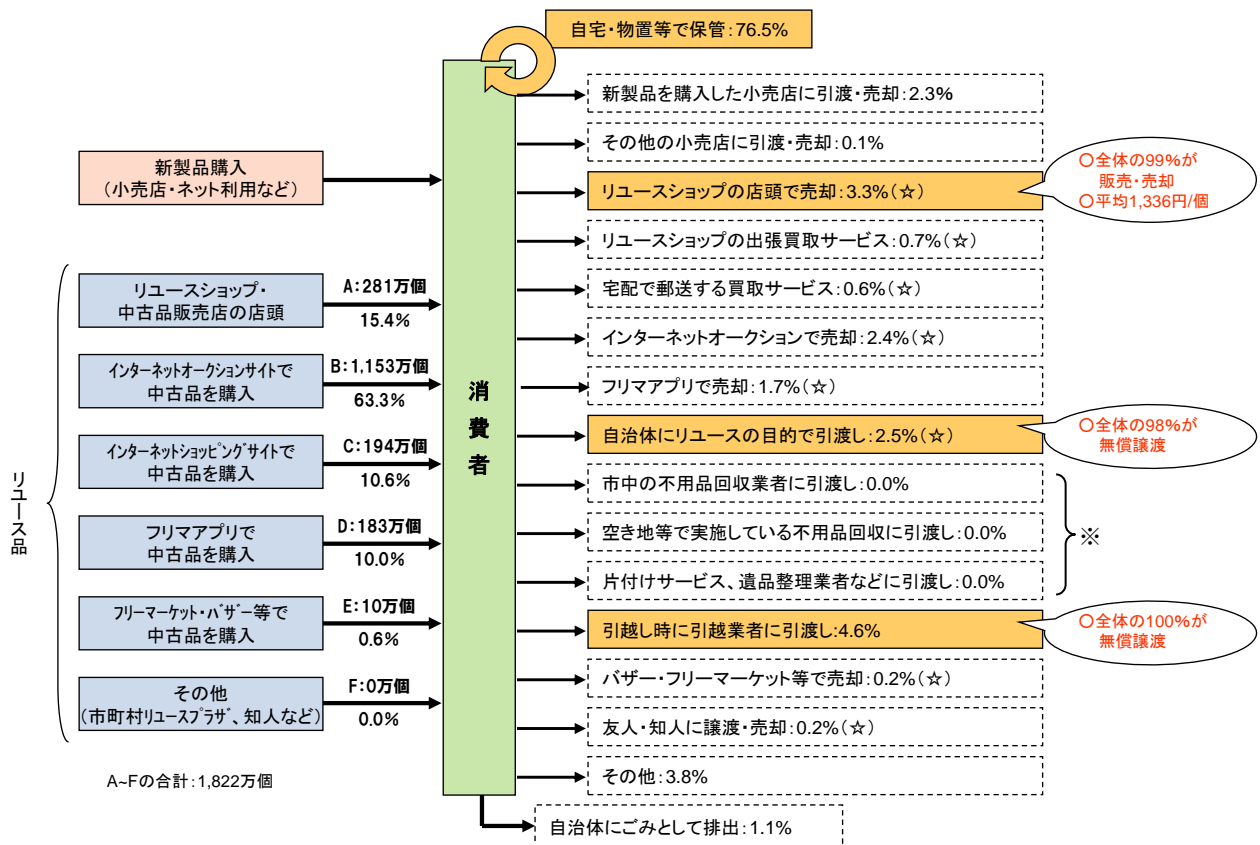 自宅・物置等で保管:76.5%
新製品を購入した小売店に引渡・売却:2.3%
その他の小売店に引渡・売却:0.1%
新製品購入
(小売店・ネット利用など)
リユースショップの店頭で売却:3.3%(☆)
〇全体の99%が
販売・売却
〇平均1,336円/個
リユースショップの出張買取サービス:0.7%(☆)
リユースショップ・
中古品販売店の店頭
A:281万個
15.4%
宅配で郵送する買取サービス:0.6%(☆)
インターネットオークションで売却:2.4%(☆)
インターネットオークションサイトで
中古品を購入
B:1,153万個
63.3%
フリマアプリで売却:1.7%(☆)
消費者
自治体にリユースの目的で引渡し:2.5%(☆)
〇全体の98%が
無償譲渡
インターネットショッピングサイトで
中古品を購入
C:194万個
10.6%
市中の不用品回収業者に引渡し:0.0%
リユース品
フリマアプリで
中古品を購入
D:183万個
10.0%
空き地等で実施している不用品回収に引渡し:0.0%
※
片付けサービス、遺品整理業者などに引渡し:0.0%
フリーマーケット・バザー等で
中古品を購入
E:10万個
0.6%
引越し時に引越業者に引渡し:4.6%
〇全体の100%が
無償譲渡
バザー・フリーマーケット等で売却:0.2%(☆)
その他
(市町村リユースプラザ、知人など)
F:0万個
0.0%
友人・知人に譲渡・売却:0.2%(☆)
その他:3.8%
A~Fの合計:1,822万個
自治体にごみとして排出:1.1%